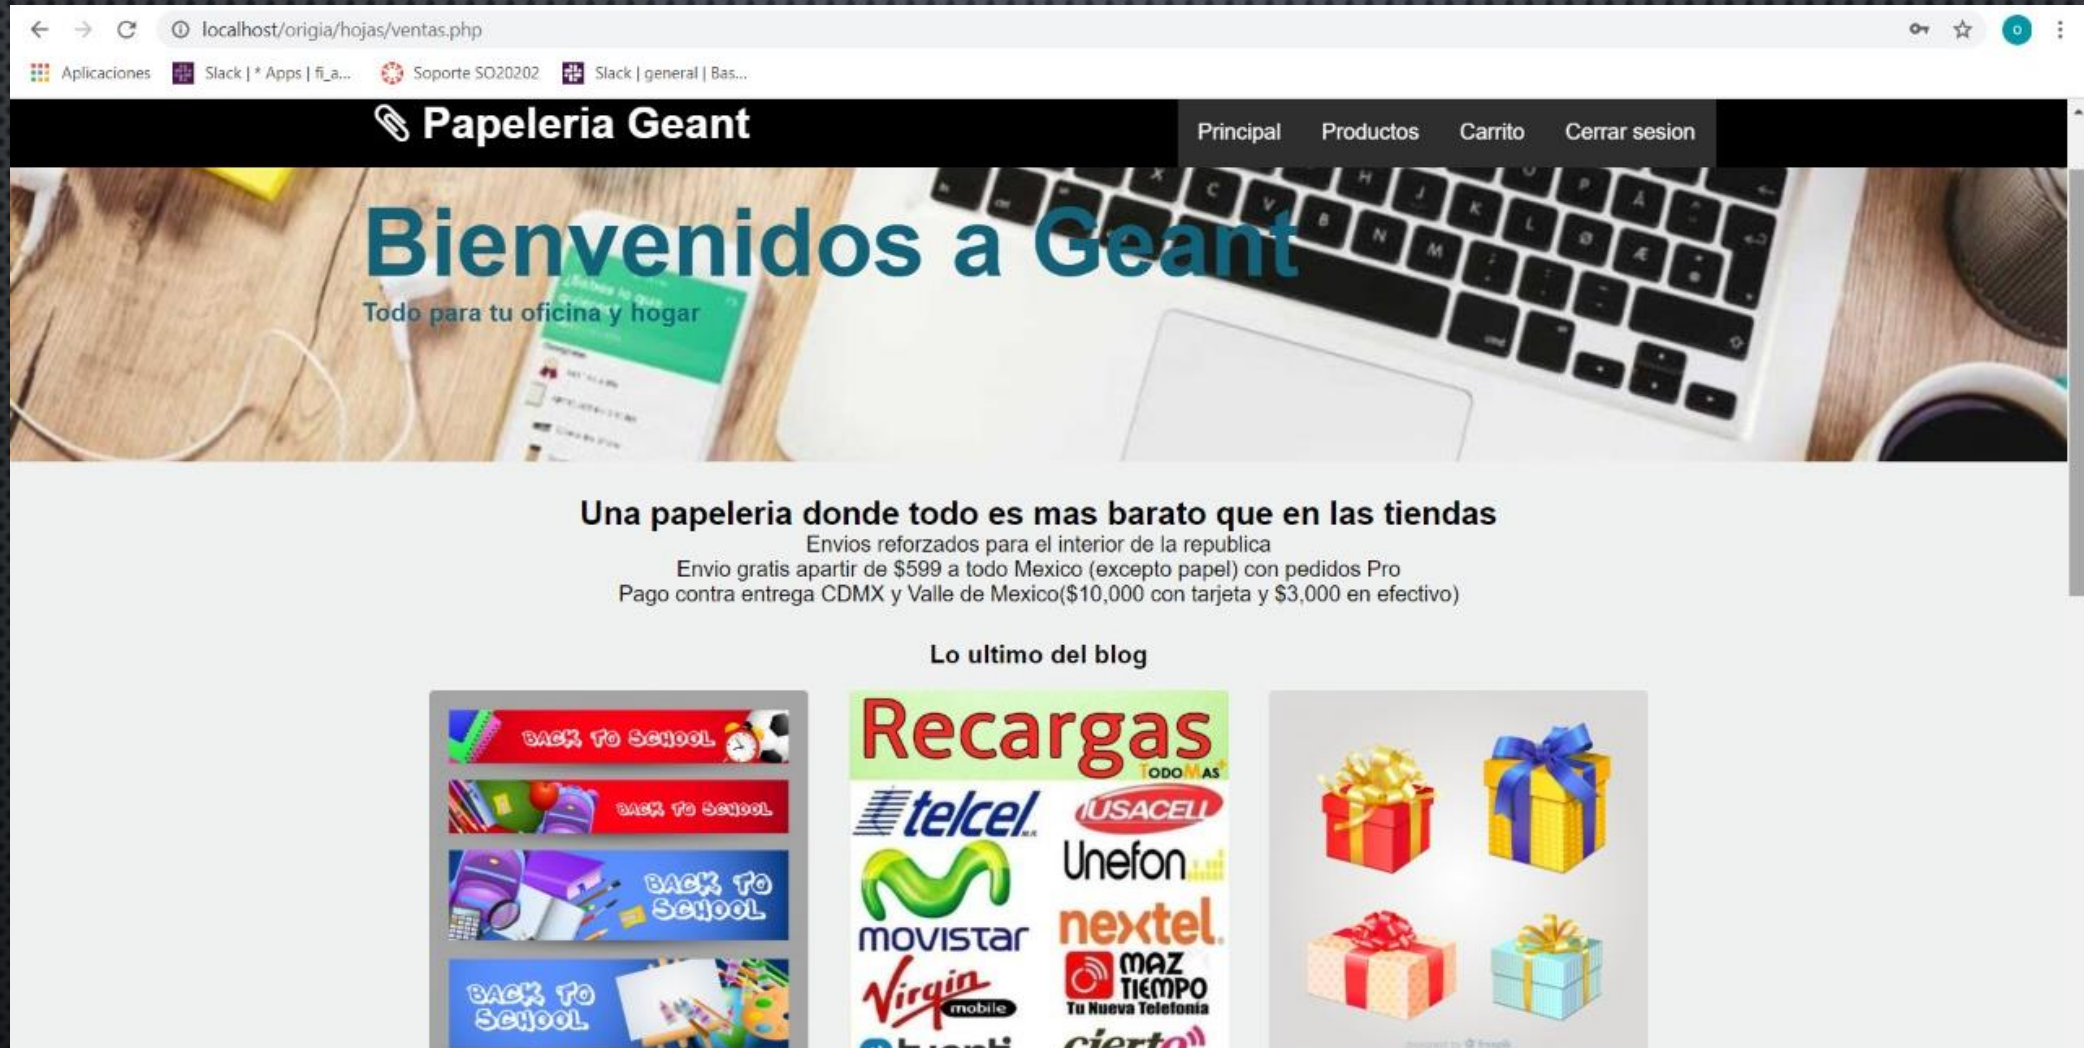 localhost/origia/hojas/ventas.php
o
Aplicaciones
Slack | * Apps | fi_a...
Soporte SO20202
Slack | general | Bas...
Papeleria Geant
Principal
Productos
Carrito
Cerrar sesion
Bienvenidos a Geant
Todo para tu oficina y hogar
Una papeleria donde todo es mas barato que en las tiendas
Envios reforzados para el interior de la republica
Envio gratis apartir de $599 a todo Mexico (excepto papel) con pedidos Pro
Pago contra entrega CDMX y Valle de Mexico($10,000 con tarjeta y $3,000 en efectivo)
Lo ultimo del blog
BACK TO SCHOOL
BACK TO SCHOOL
BACK TO
SCHOOL
BACK TO
SCHOOL
Recargas
TODOMAS+
telcel
IUSACELL
movistar
Unefon
nextel
Virgin
mobile
MAZ
TIEMPO
Tu Nueva Telefonía
cierto